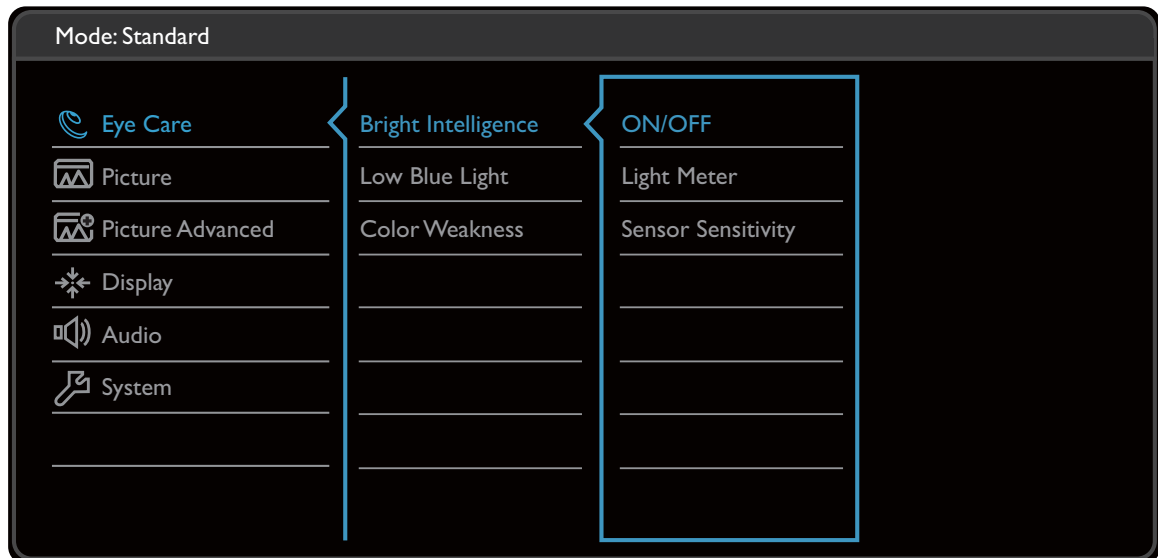 Mode: Standard
Eye Care
Bright Intelligence
ON/OFF
Picture
Low Blue Light
Light Meter
Picture Advanced
Color Weakness
Sensor Sensitivity
Display
Audio
System